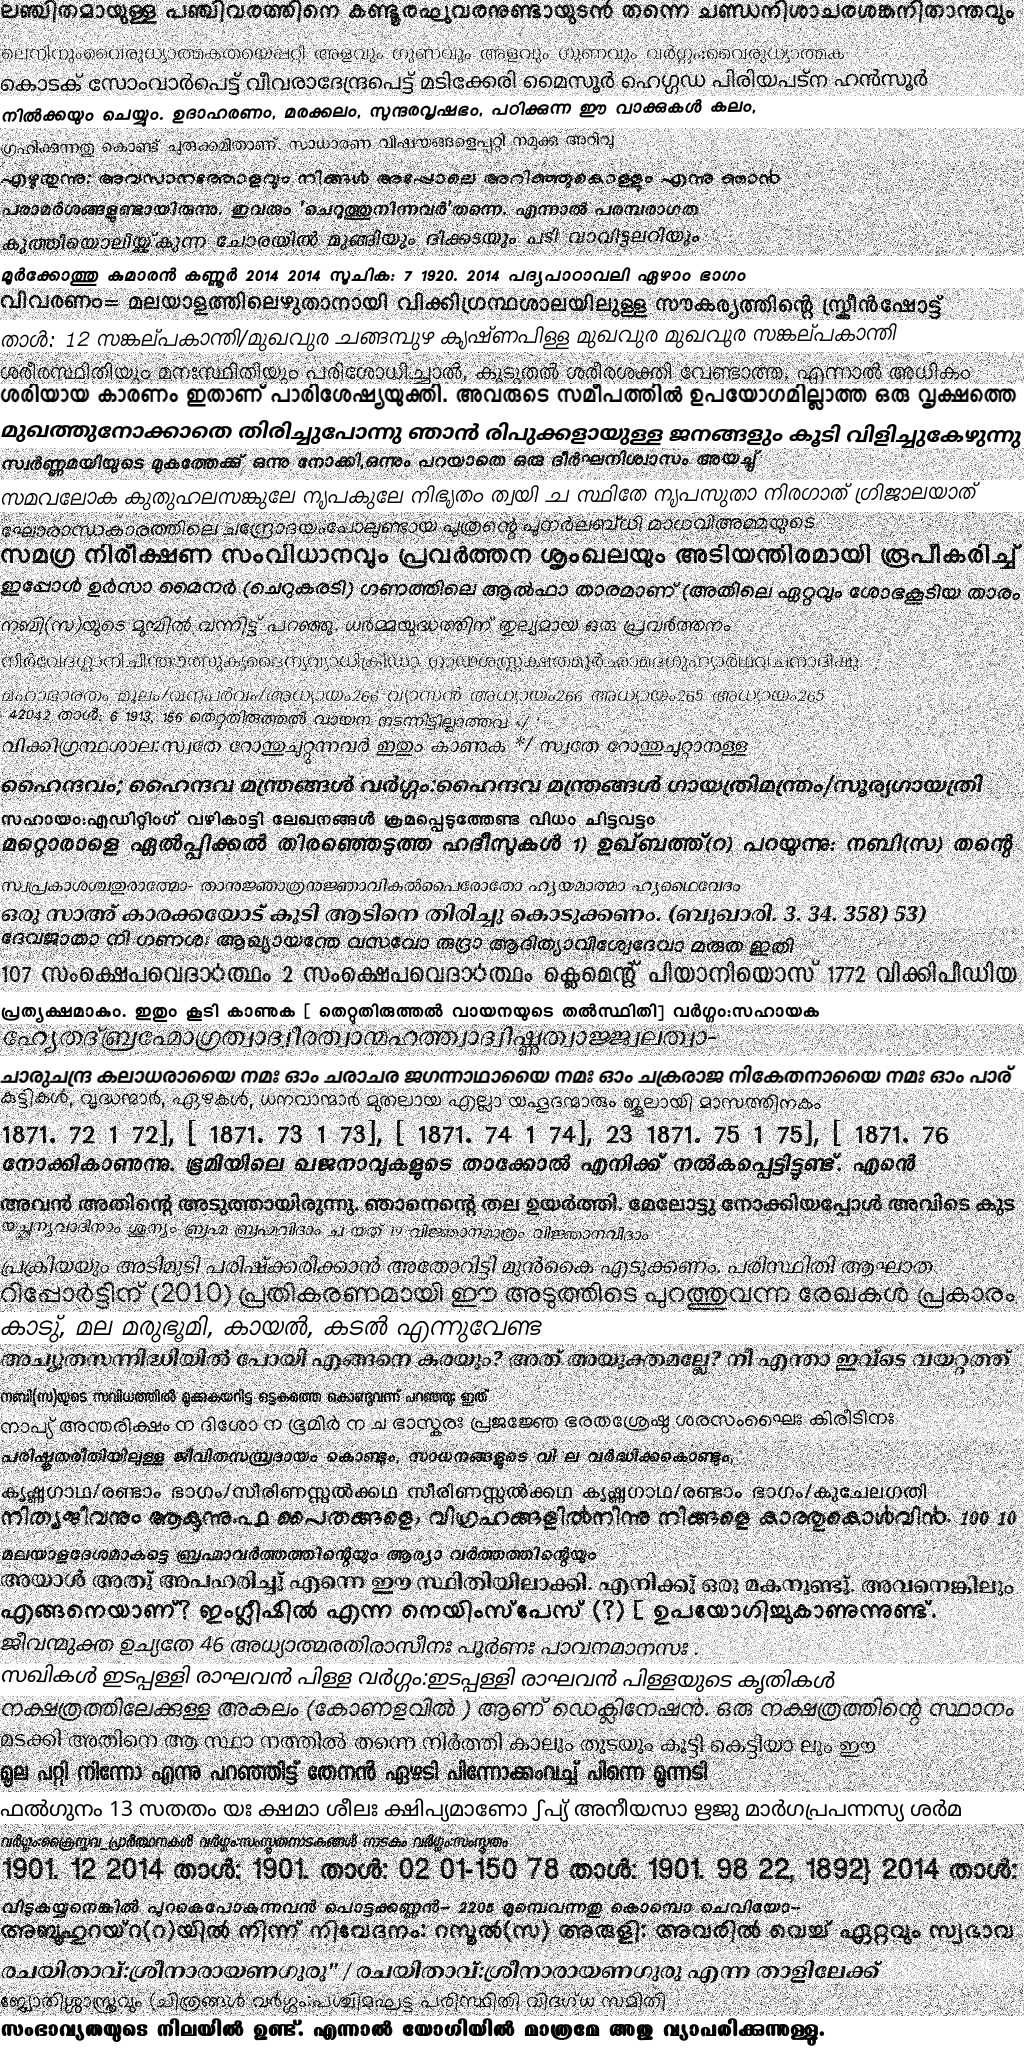 ലഞ്ചിതമായുള്ള പഞ്ചിവരത്തിനെ കണ്ടൂരഘുവരനുണ്ടായുടൻ തന്നെ ചണ്ഡനിശാചരശങ്കനിതാന്തവും
ലെനിനുംവൈരുധ്യാത്മകതയെപ്പറ്റി അളവും ഗുണവും അളവും ഗുണവും വർഗ്ഗം:വൈരുധ്യാത്മക
കൊടക് സോംവാർപെട്ട് വീവരാദേന്ദ്രപെട്ട് മടിക്കേരി മൈസൂർ ഹെഗ്ഗഡ പിരിയപട്ന ഹൻസൂർ
നിൽക്കയും ചെയ്യും. ഉദാഹരണം, മരക്കലം, സുന്ദരവൃഷഭം, പഠിക്കുന്ന ഈ വാക്കുകൾ കലം,
ഗ്രഹിക്കുന്നതു കൊണ്ട് ചുരുക്കമിതാണ്. സാധാരണ വിഷയങ്ങളെപ്പറ്റി നമുക്കു അറിവു
എഴുതുന്നു: അവസാനത്തോളവും നിങ്ങൾ അപ്പോലെ അറിഞ്ഞുകൊള്ളും എന്നു ഞാൻ
പരാമർശങ്ങളുണ്ടായിരുന്നു. ഇവരും 'ചെറുത്തുനിന്നവർ'തന്നെ. എന്നാൽ പരമ്പരാഗത
കുത്തിയൊലിയ്ക്കുന്ന ചോരയിൽ മുങ്ങിയും ദിക്കടയും പടി വാവിട്ടലറിയും
മൂർക്കോത്തു കുമാരൻ കണ്ണൂർ 2014 2014 സൂചിക: 7 1920. 2014 പദ്യപാഠാവലി ഏഴാം ഭാഗം
വിവരണം= മലയാളത്തിലെഴുതാനായി വിക്കിഗ്രന്ഥശാലയിലുള്ള സൗകര്യത്തിന്റെ സ്ക്രീൻഷോട്ട്
താൾ: 12 സങ്കല്പകാന്തി/മുഖവുര ചങ്ങമ്പുഴ കൃഷ്ണപിള്ള മുഖവുര മുഖവുര സങ്കല്പകാന്തി
ശരീരസ്ഥിതിയും മനഃസ്ഥിതിയും പരിശോധിച്ചാൽ, കൂടുതൽ ശരീരശക്തി വേണ്ടാത്ത, എന്നാൽ അധികം
ശരിയായ കാരണം ഇതാണ് പാരിശേഷ്യയുക്തി. അവരുടെ സമീപത്തിൽ ഉപയോഗമില്ലാത്ത ഒരു വൃക്ഷത്തെ
മുഖത്തുനോക്കാതെ തിരിച്ചുപോന്നു ഞാൻ രിപുക്കളായുള്ള ജനങ്ങളും കൂടി വിളിച്ചുകേഴുന്നു
സ്വർണ്ണമയിയുടെ മുകത്തേക്ക് ഒന്നു നോക്കി,ഒന്നും പറയാതെ ഒരു ദീർഘനിശ്വാസം അയച്ച്
സമവലോക കുതുഹലസങ്കുലേ നൃപകുലേ നിഭൃതം ത്വയി ച സ്ഥിതേ നൃപസുതാ നിരഗാത് ഗ്രിജാലയാത്
ഘോരാന്ധകാരത്തിലെ ചന്ദ്രോദയംപോലുണ്ടായ പുത്രന്റെ പുനർലബ്ധി മാധവിഅമ്മയുടെ
സമഗ്ര നിരീക്ഷണ സംവിധാനവും പ്രവർത്തന ശൃംഖലയും അടിയന്തിരമായി രൂപീകരിച്ച്
ഇപ്പോൾ ഉർസാ മൈനർ (ചെറുകരടി) ഗണത്തിലെ ആൽഫാ താരമാണ് (അതിലെ ഏറ്റവും ശോഭകൂടിയ താരം
നബി(സ)യുടെ മുമ്പിൽ വന്നിട്ട് പറഞ്ഞു. ധർമ്മയുദ്ധത്തിന് തുല്യമായ ഒരു പ്രവർത്തനം
മഹാഭാരതം മൂലം/വനപർവം/അധ്യായം266 വ്യാസൻ അധ്യായം266 അധ്യായം265 അധ്യായം265
42042 താൾ: 6 1913, 166 തെറ്റുതിരുത്തൽ വായന നടന്നിട്ടില്ലാത്തവ √ '
വിക്കിഗ്രന്ഥശാല:സ്വതേ റോന്തുചുറ്റുന്നവർ ഇതും കാണുക */ സ്വതേ റോന്തുചുറ്റാനുള്ള
ഹൈന്ദവം; ഹൈന്ദവ മന്ത്രങ്ങൾ വർഗ്ഗം:ഹൈന്ദവ മന്ത്രങ്ങൾ ഗായത്രിമന്ത്രം/സൂര്യഗായത്രി
സഹായം:എഡിറ്റിംഗ് വഴികാട്ടി ലേഖനങ്ങൾ ക്രമപ്പെടുത്തേണ്ട വിധം ചിട്ടവട്ടം
മറ്റൊരാളെ ഏൽപ്പിക്കൽ തിരഞ്ഞെടുത്ത ഹദീസുകൾ 1) ഉഖ്ബത്ത്(റ) പറയുന്നു: നബി(സ) തന്റെ
സ്വപ്രകാശശ്ചതുരാത്മോ- താനുജ്ഞാത്രനുജ്ഞാവികൽപൈരോതോ ഹ്യയമാത്മാ ഹ്യഥൈവേദം
ഒരു സാഅ് കാരക്കയോട് കൂടി ആടിനെ തിരിച്ചു കൊടുക്കണം. (ബുഖാരി. 3. 34. 358) 53)
ദേവജാതാ നി ഗണശഃ ആഖ്യായന്തേ വസവോ രുദ്രാ ആദിത്യാവിശ്വേദേവാ മരുത ഇതി
107 സംക്ഷെപവെദാൎത്ഥം 2 സംക്ഷെപവെദാൎത്ഥം ക്ലെമെന്റ് പിയാനിയൊസ് 1772 വിക്കിപീഡിയ
പ്രത്യക്ഷമാകും. ഇതും കൂടി കാണുക [ തെറ്റുതിരുത്തൽ വായനയുടെ തൽസ്ഥിതി] വർഗ്ഗം:സഹായക
ഹ്യേതദ്ബ്രഹ്മോഗ്രത്വാദ്വീരത്വാന്മഹത്ത്വാദ്വിഷ്ണുത്വാജ്ജ്വലത്വാ-
ചാരുചന്ദ്ര കലാധരായൈ നമഃ ഓം ചരാചര ജഗന്നാഥായൈ നമഃ ഓം ചക്രരാജ നികേതനായൈ നമഃ ഓം പാര്
കുട്ടികൾ, വൃദ്ധന്മാർ, ഏഴകൾ, ധനവാന്മാർ മുതലായ എല്ലാ യഹൂദന്മാരും ജൂലായി മാസത്തിനകം
1871. 72 1 72], [ 1871. 73 1 73], [ 1871. 74 1 74], 23 1871. 75 1 75], [ 1871. 76
നോക്കികാണുന്നു. ഭൂമിയിലെ ഖജനാവുകളുടെ താക്കോൽ എനിക്ക് നൽകപ്പെട്ടിട്ടുണ്ട്. എന്റെ
അവൻ അതിന്റെ അടുത്തായിരുന്നു. ഞാനെന്റെ തല ഉയർത്തി. മേലോട്ടു നോക്കിയപ്പോൾ അവിടെ കുട
യച്ഛൂന്യവാദിനാം ശൂന്യം ബ്രഹ്മ ബ്രഹ്മവിദാം ച യത് 19 വിജ്ഞാനമാത്രം വിജ്ഞാനവിദാം
പ്രക്രിയയും അടിമുടി പരിഷ്ക്കരിക്കാൻ അതോറിട്ടി മുൻകൈ എടുക്കണം. പരിസ്ഥിതി ആഘാത
റിപ്പോർട്ടിന് (2010) പ്രതികരണമായി ഈ അടുത്തിടെ പുറത്തുവന്ന രേഖകൾ പ്രകാരം
കാടു്, മല മരുഭൂമി, കായൽ, കടൽ എന്നുവേണ്ട
അച്യുതസന്നിദ്ധിയിൽ പോയി എങ്ങനെ കരയും? അത് അയുക്തമല്ലേ? നീ എന്താ ഇവ്ടെ വയറ്റത്ത്
നബി(സ)യുടെ സവിധത്തിൽ മൂക്കുകയറിട്ട ഒട്ടകത്തെ കൊണ്ടുവന്ന് പറഞ്ഞു: ഇത്
നാപ്യ് അന്തരിക്ഷം ന ദിശോ ന ഭൂമിർ ന ച ഭാസ്കരഃ പ്രജജ്ഞേ ഭരതശ്രേഷ്ഠ ശരസംഘൈഃ കിരീടിനഃ
പരിഷ്കൃതരീതിയിലുള്ള ജീവിതസമ്പ്രദായം കൊണ്ടും, സാധനങ്ങളുടെ വി ല വർദ്ധിക്കകൊണ്ടും,
കൃഷ്ണഗാഥ/രണ്ടാം ഭാഗം/സീരിണസ്സൽക്കഥ സീരിണസ്സൽക്കഥ കൃഷ്ണഗാഥ/രണ്ടാം ഭാഗം/കുചേലഗതി
നിത്യജീവനും ആകുന്നു.൧൧ പൈതങ്ങളെ, വിഗ്രഹങ്ങളിൽനിന്നു നിങ്ങളെ കാത്തുകൊൾവിൻ. 100 10
മലയാളദേശമാകട്ടെ ബ്രഹ്മാവർത്തത്തിന്റെയും ആര്യാ വർത്തത്തിന്റെയും
അയാൾ അതു് അപഹരിച്ചു് എന്നെ ഈ സ്ഥിതിയിലാക്കി. എനിക്കു് ഒരു മകനുണ്ടു്. അവനെങ്കിലും
എങ്ങനെയാണ്? ഇംഗ്ലീഷിൽ എന്ന നെയിംസ്പേസ് (?) [ ഉപയോഗിച്ചുകാണുന്നുണ്ട്.
ജീവന്മുക്ത ഉച്യതേ 46 അധ്യാത്മരതിരാസീനഃ പൂർണഃ പാവനമാനസഃ .
സഖികൾ ഇടപ്പള്ളി രാഘവൻ പിള്ള വർഗ്ഗം:ഇടപ്പള്ളി രാഘവൻ പിള്ളയുടെ കൃതികൾ
നക്ഷത്രത്തിലേക്കുള്ള അകലം (കോണളവിൽ ) ആണ് ഡെക്ലിനേഷൻ. ഒരു നക്ഷത്രത്തിന്റെ സ്ഥാനം
മടക്കി അതിനെ ആ സ്ഥാ നത്തിൽ തന്നെ നിർത്തി കാലും തുടയും കൂട്ടി കെട്ടിയാ ലും ഈ
മൂല പറ്റി നിന്നോ എന്നു പറഞ്ഞിട്ട് തേനൻ ഏഴടി പിന്നോക്കംവച്ച് പിന്നെ മൂന്നടി
ഫൽഗുനം 13 സതതം യഃ ക്ഷമാ ശീലഃ ക്ഷിപ്യമാണോ ഽപ്യ് അനീയസാ ഋജു മാർഗപ്രപന്നസ്യ ശർമ
വർഗ്ഗം:ക്രൈസ്തവ_പ്രാർത്ഥനകൾ വർഗ്ഗം:സംസ്കൃതനാടകങ്ങൾ നാടകം വർഗ്ഗം:സംസ്കൃതം
1901. 12 2014 താൾ: 1901. താൾ: 02 01-150 78 താൾ: 1901. 98 22, 1892} 2014 താൾ:
വിടുകയ്യനെങ്കിൽ പുറകെപോകുന്നവൻ പൊട്ടക്കണ്ണൻ- 2208 മുമ്പെവന്നതു കൊമ്പൊ ചെവിയോ-
അബൂഹുറയ്റ(റ)യിൽ നിന്ന് നിവേദനം: റസൂൽ(സ) അരുളി: അവരിൽ വെച്ച് ഏറ്റവും സ്വഭാവ
രചയിതാവ്:ശ്രീനാരായണഗുരു" / രചയിതാവ്:ശ്രീനാരായണഗുരു എന്ന താളിലേക്ക്
ജ്യോതിശ്ശാസ്ത്രവും (ചിത്രങ്ങൾ വർഗ്ഗം:പശ്ചിമഘട്ട പരിസ്ഥിതി വിദഗ്ധ സമിതി
സംഭാവ്യതയുടെ നിലയിൽ ഉണ്ട്. എന്നാൽ യോഗിയിൽ മാത്രമേ അതു വ്യാപരിക്കുന്നുള്ളു.